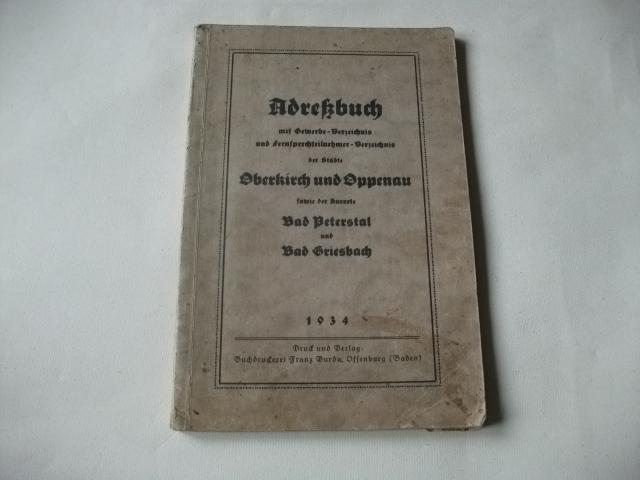 Adreßbuch
mit Gewerbe-Verzeichnis
und Fernsprechteilnehmer-Verzeichnis
der Städte
Oberkirch und Oppenau
sowie der Kurorte
Bad Peterstal
und
Bad Griesbach
1934
Druck und Verlag:
Buchdruckerei Franz Burda, Offenburg (Baden)